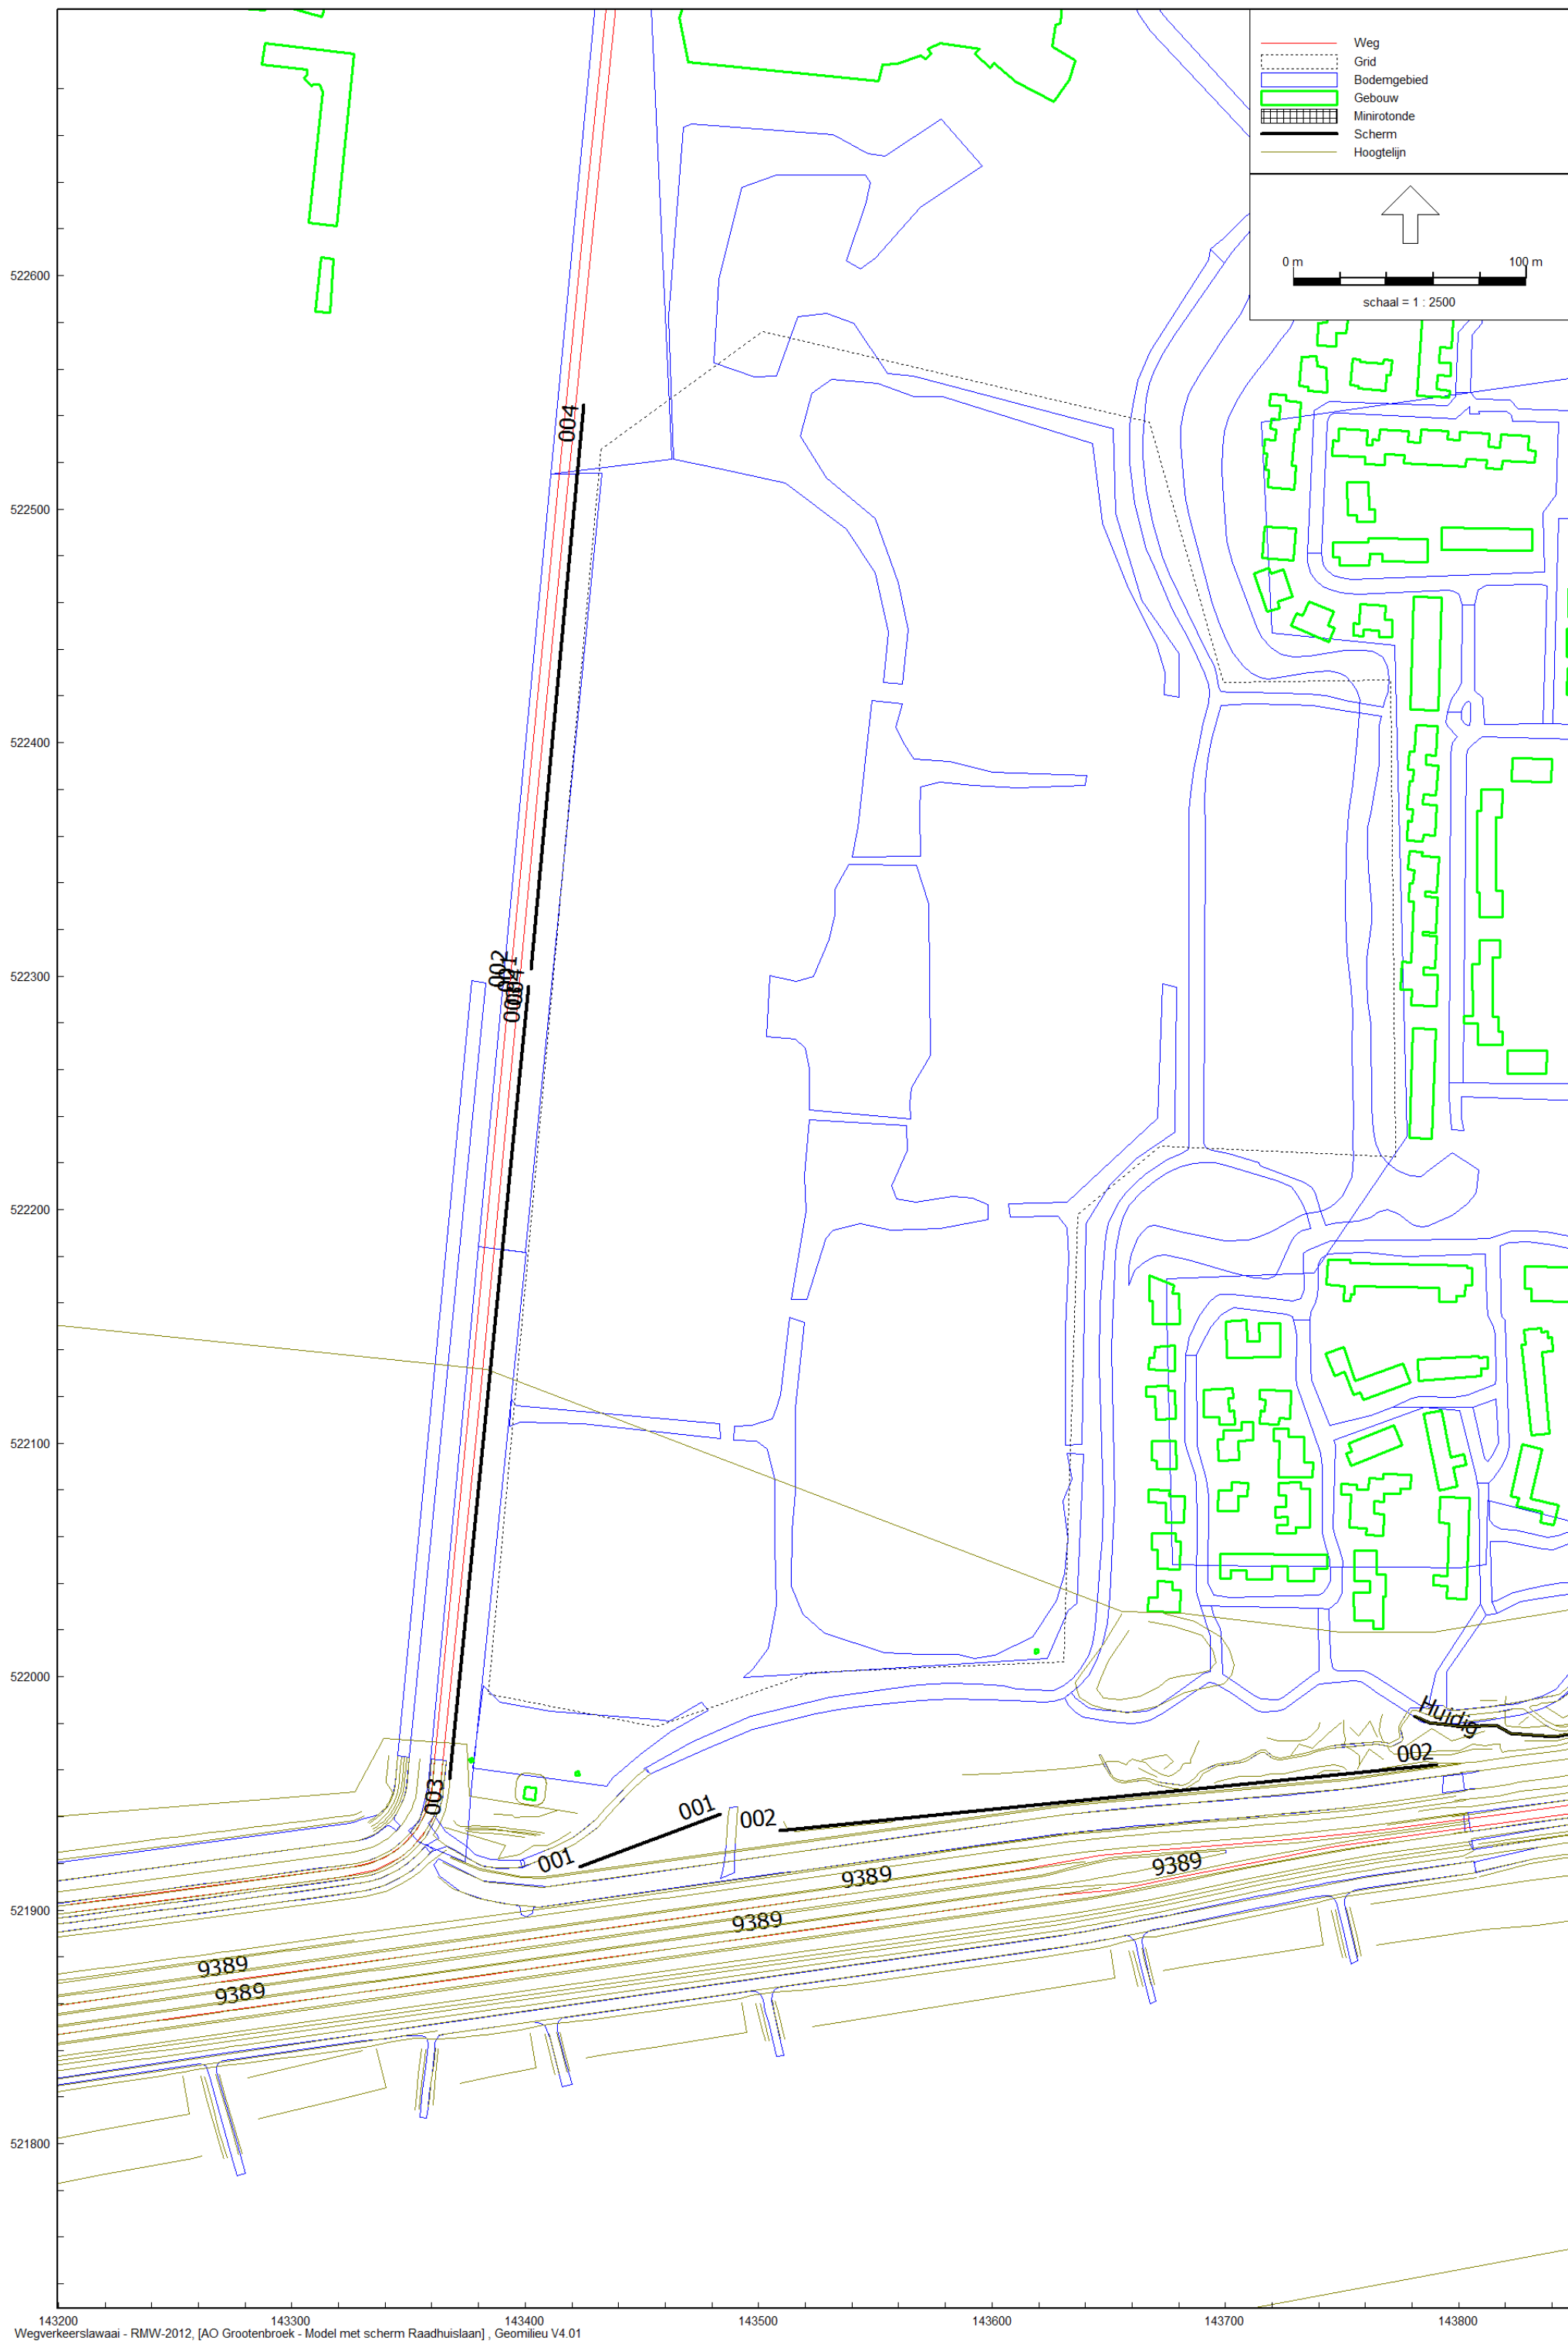 Weg
Grid
Bodemgebied
Gebouw
Minirotonde
Scherm
Hoogtelijn
0 m 100 m
schaal = 1 : 2500
522600
004
522500
522400
002
522300
522200
522100
522000
Huidig
002
003
001
002
001
9389
9389
521900
9389
9389
9389
521800
143200 143300 143400 143500 143600 143700 143800
Wegverkeerslawaai - RMW-2012, [AO Grootenbroek - Model met scherm Raadhuislaan] , Geomilieu V4.01